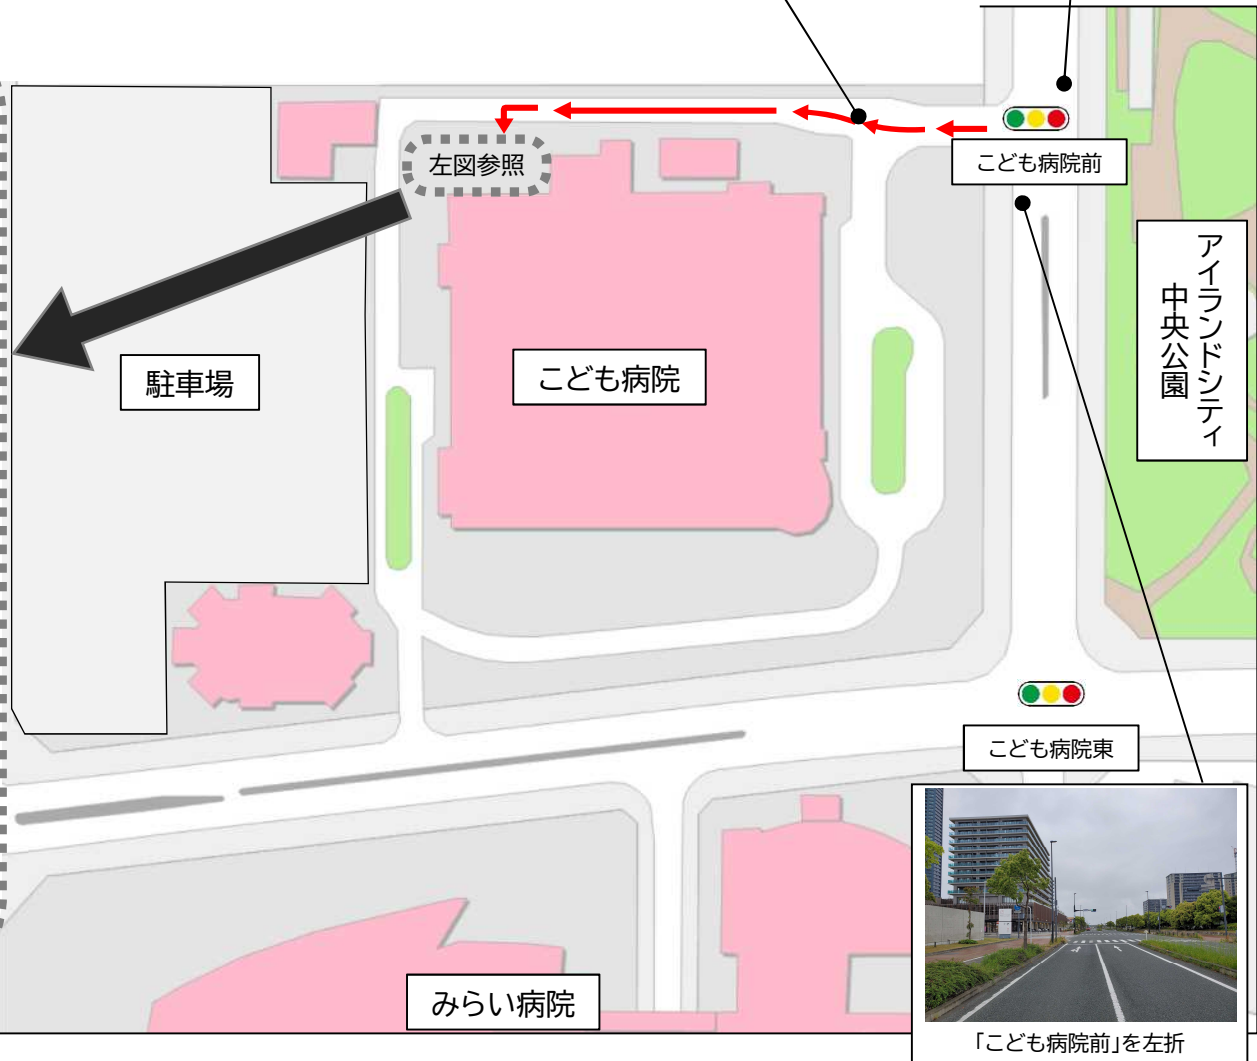 左図参照
こども病院前
アイランドシティ
中央公園
駐車場
こども病院
こども病院東
みらい病院
「こども病院前」を左折